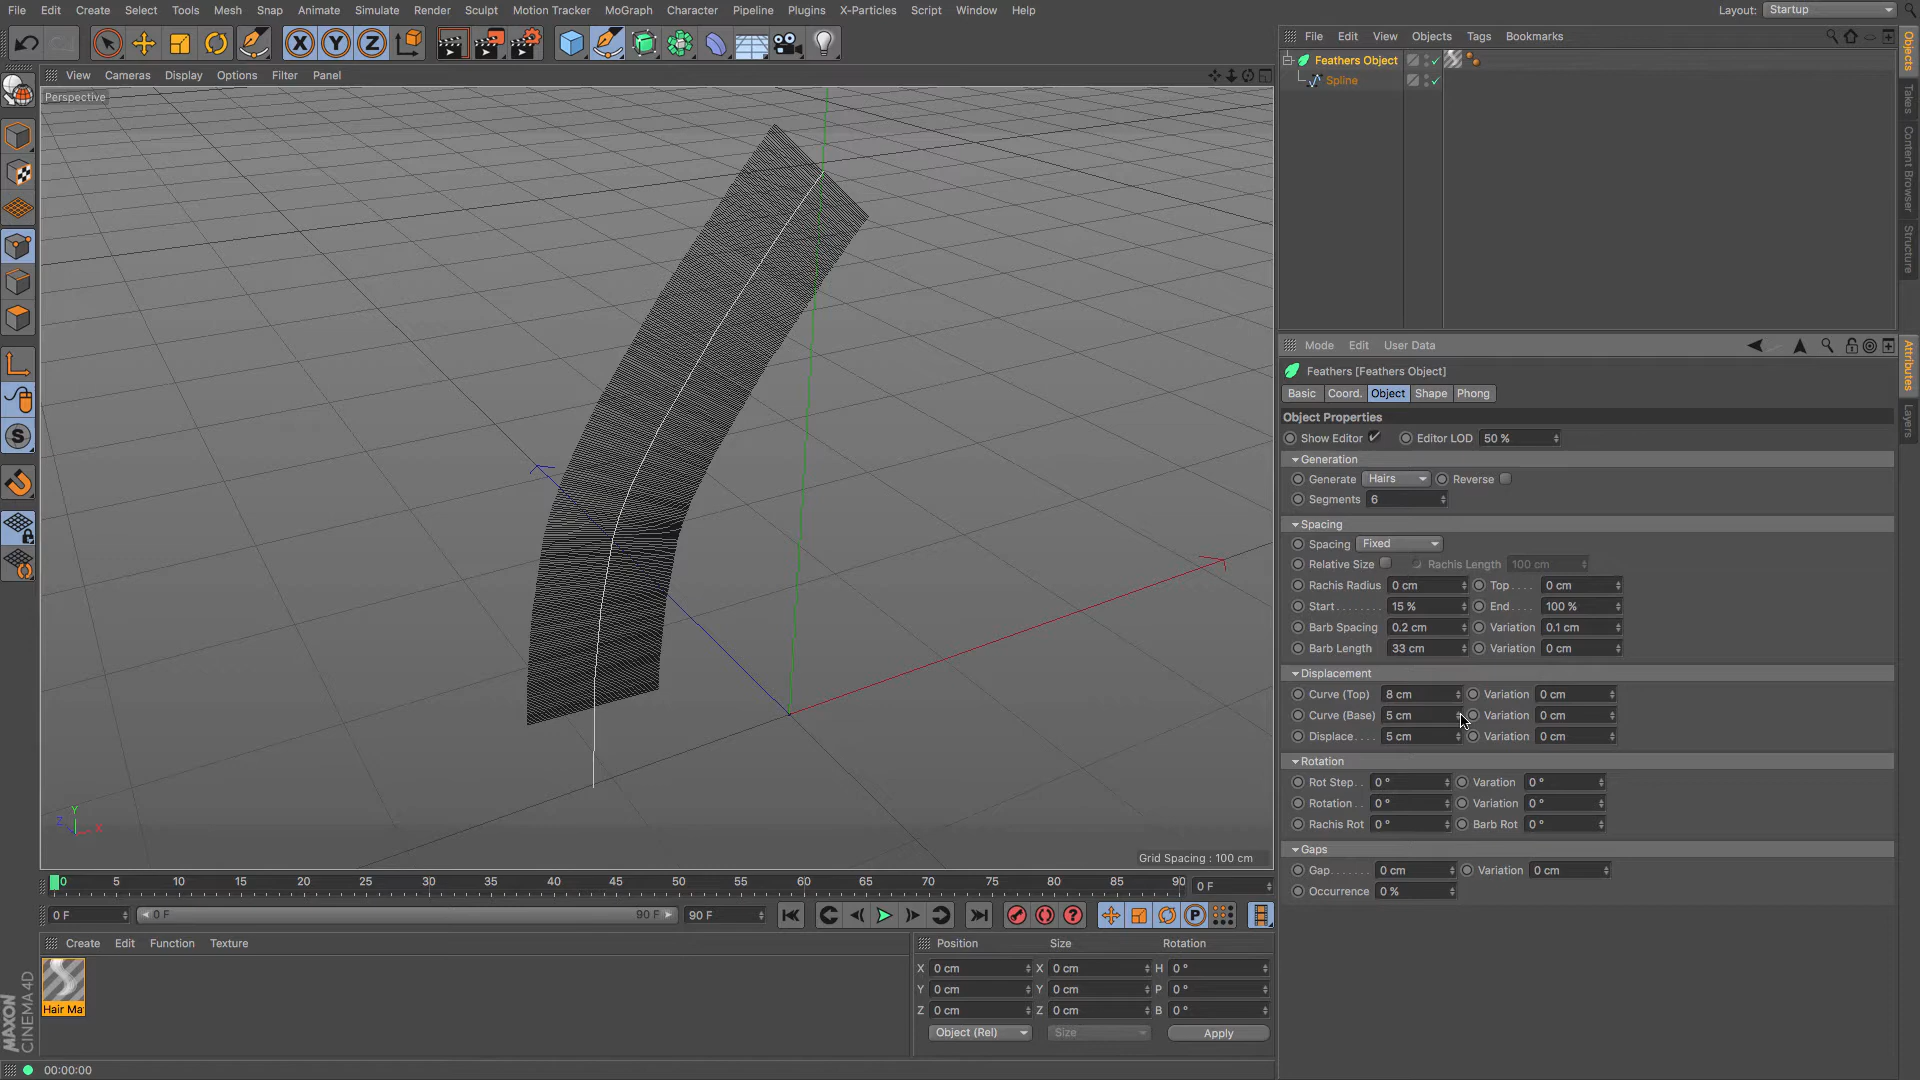 File Edit Create Select Tools Mesh Snap Animate Simulate Render Sculpt Motion Tracker MoGraph Character Pipeline Plugins X-Particles Script Window Help Layout: Startup
X Y Z
File Edit View Objects Tags Bookmarks
Feathers Object
Spline
View Cameras Display Options Filter Panel
Perspective
Objects
Takes
Content Browser
Structure
Mode Edit User Data
Attributes
Layers
Feathers [Feathers Object]
Basic Coord. Object Shape Phong
Object Properties
Show Editor Editor LOD 50 %
Generation
Generate Hairs Reverse
Segments 6
Spacing
Spacing Fixed
Relative Size Rachis Length 100 cm
Rachis Radius 0 cm Top . . . . 0 cm
Start . . . . . . . . 15 % End . . . . 100 %
Barb Spacing 0.2 cm Variation 0.1 cm
Barb Length 33 cm Variation 0 cm
Displacement
Curve (Top) 8 cm Variation 0 cm
Curve (Base) 5 cm Variation 0 cm
Displace . . . . 5 cm Variation 0 cm
Rotation
Rot Step. . 0 ° Varation 0 °
Rotation . . 0 ° Variation 0 °
Rachis Rot 0 ° Barb Rot 0 °
Gaps
Gap . . . . . . . 0 cm Variation 0 cm
Occurrence 0 %
Y
Z X
Grid Spacing : 100 cm
0 5 10 15 20 25 30 35 40 45 50 55 60 65 70 75 80 85 90 0 F
0 F 0 F 90 F 90 F P
Create Edit Function Texture
Hair Ma
Position Size Rotation
X 0 cm X 0 cm H 0 °
Y 0 cm Y 0 cm P 0 °
Z 0 cm Z 0 cm B 0 °
Object (Rel) Size Apply
MAXON
CINEMA 4D
00:00:00